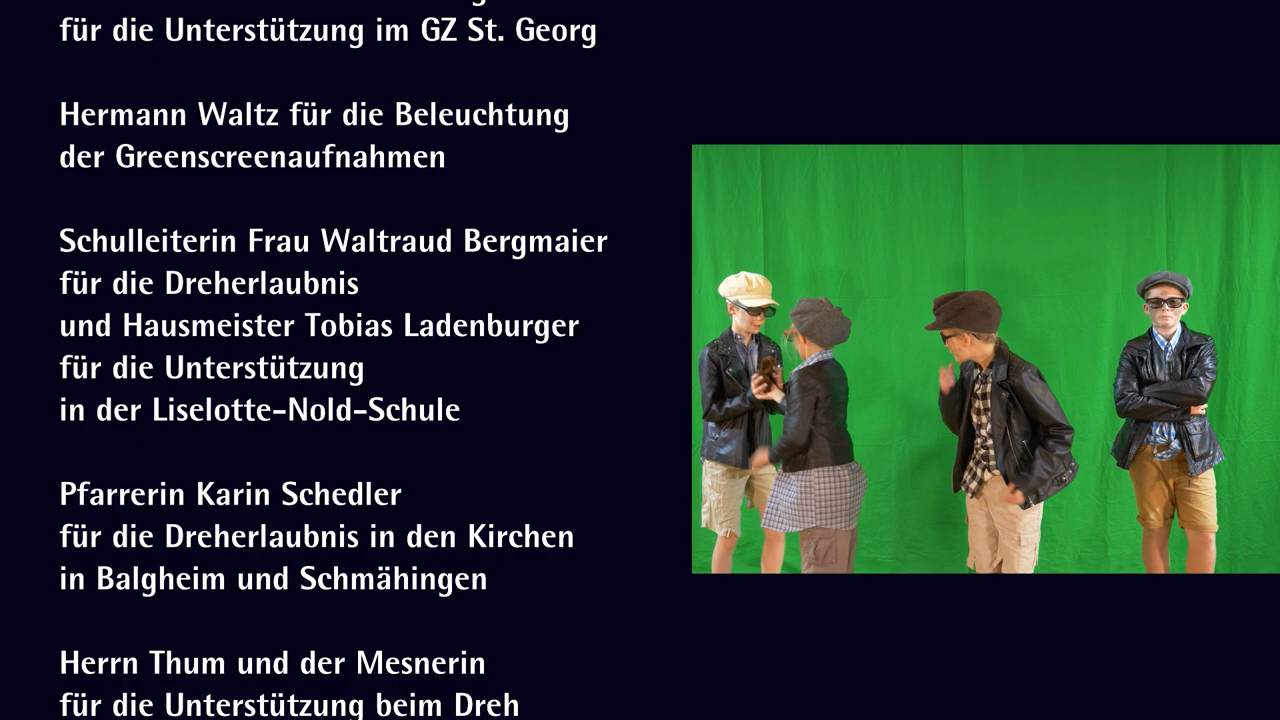 für die Unterstützung im GZ St. Georg
Hermann Waltz für die Beleuchtung
der Greenscreenaufnahmen
Schulleiterin Frau Waltraud Bergmaier
für die Dreherlaubnis
und Hausmeister Tobias Ladenburger
für die Unterstützung
in der Liselotte-Nold-Schule
Pfarrerin Karin Schedler
für die Dreherlaubnis in den Kirchen
in Balgheim und Schmähingen
Herrn Thum und der Mesnerin
für die Unterstützung beim Dreh